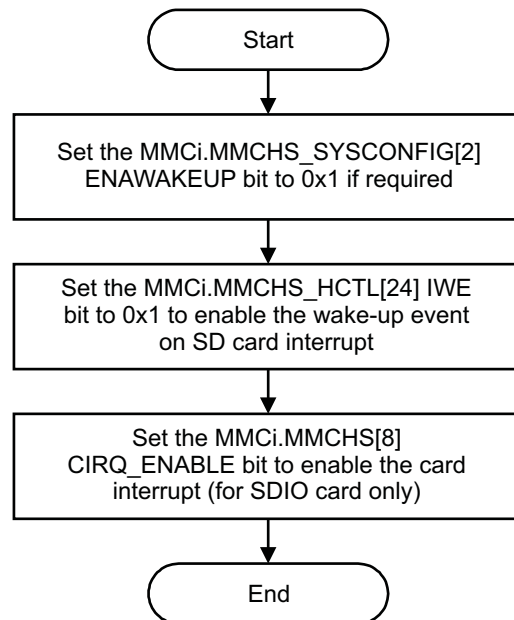 Start
Set the MMCi.MMCHS_SYSCONFIG[2]
ENAWAKEUP bit to 0x1 if required
Set the MMCi.MMCHS_HCTL[24] IWE
bit to 0x1 to enable the wake-up event
on SD card interrupt
Set the MMCi.MMCHS[8]
CIRQ_ENABLE bit to enable the card
interrupt (for SDIO card only)
End